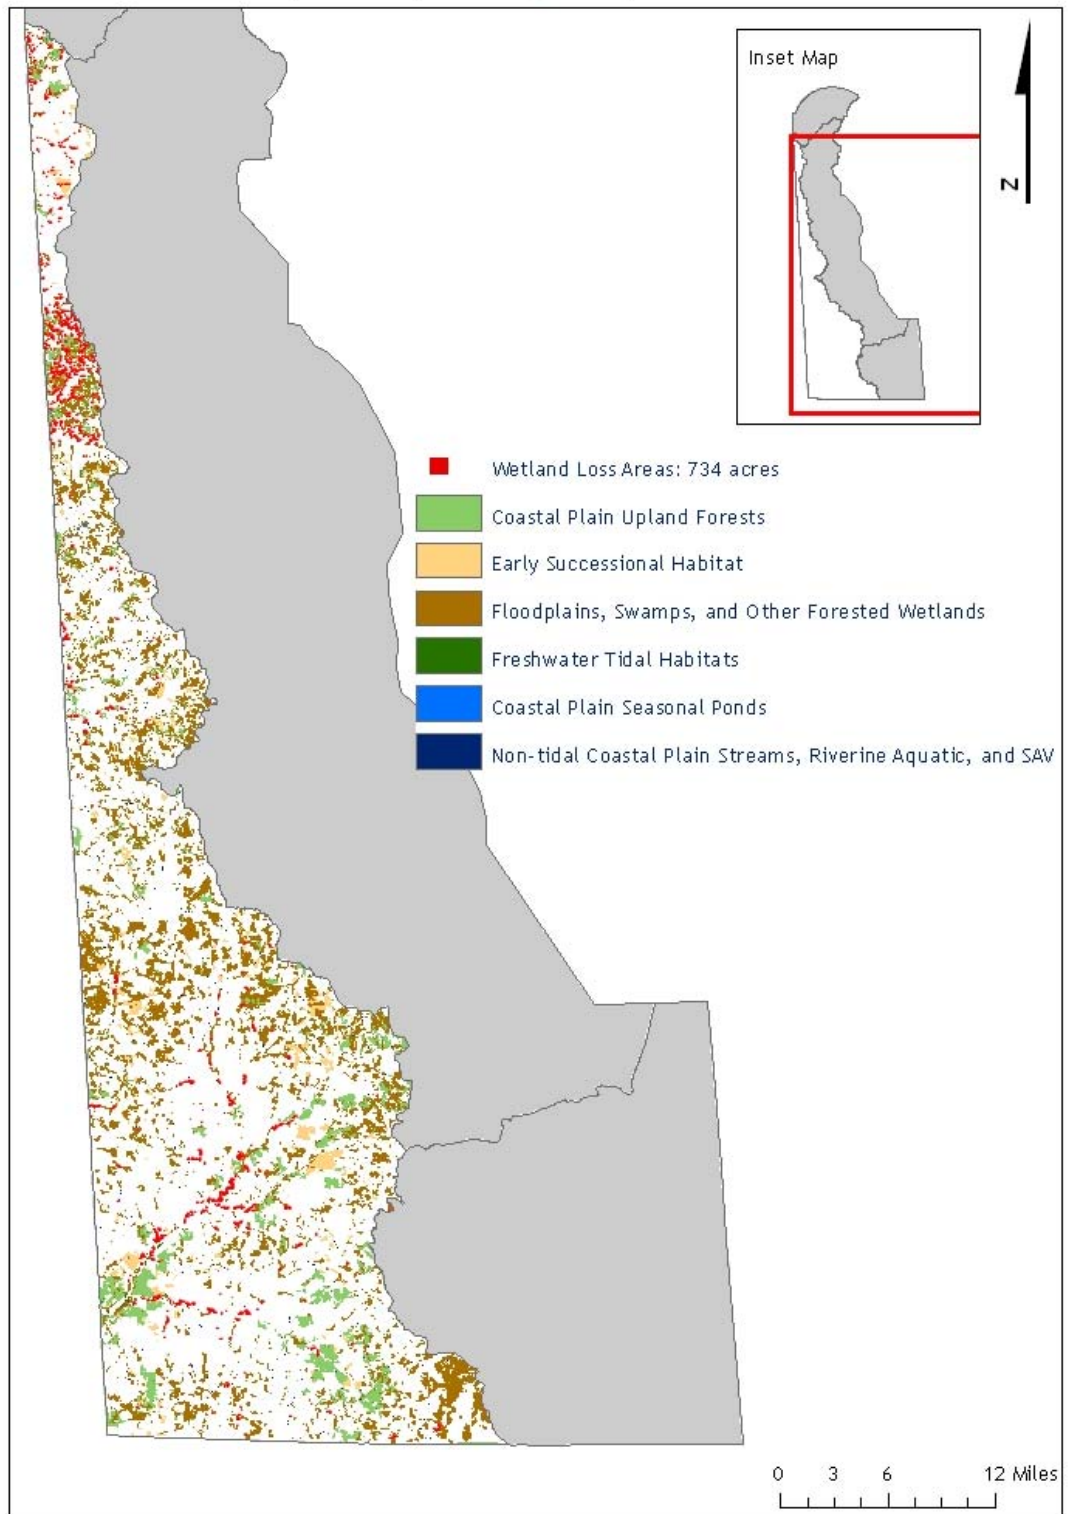 Inset Map
N
Wetland Loss Areas: 734 acres
Coastal Plain Upland Forests
Early Successional Habitat
Floodplains, Swamps, and Other Forested Wetlands
Freshwater Tidal Habitats
Coastal Plain Seasonal Ponds
Non-tidal Coastal Plain Streams, Riverine Aquatic, and SAV
0 3 6 12 Miles